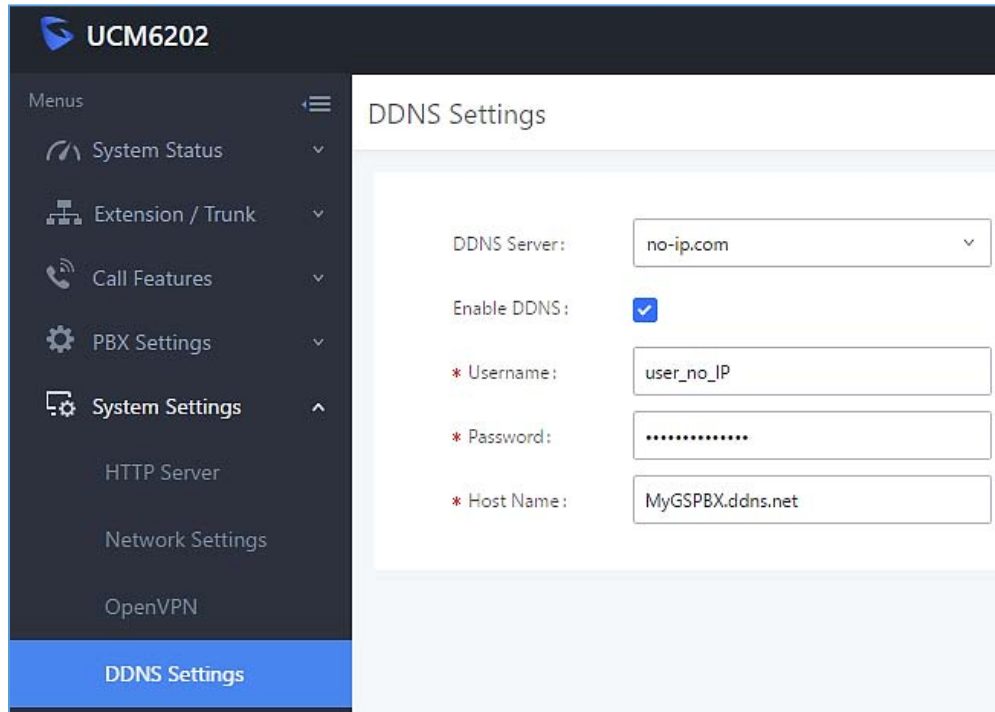 UCM6202
Menus
System Status
Extension / Trunk
Call Features
PBX Settings
System Settings
HTTP Server
Network Settings
OpenVPN
DDNS Settings
DDNS Settings
DDNS Server: no-ip.com
Enable DDNS:
* Username: user_no_IP
* Password: ••••••••••••••
* Host Name: MyGSPBX.ddns.net